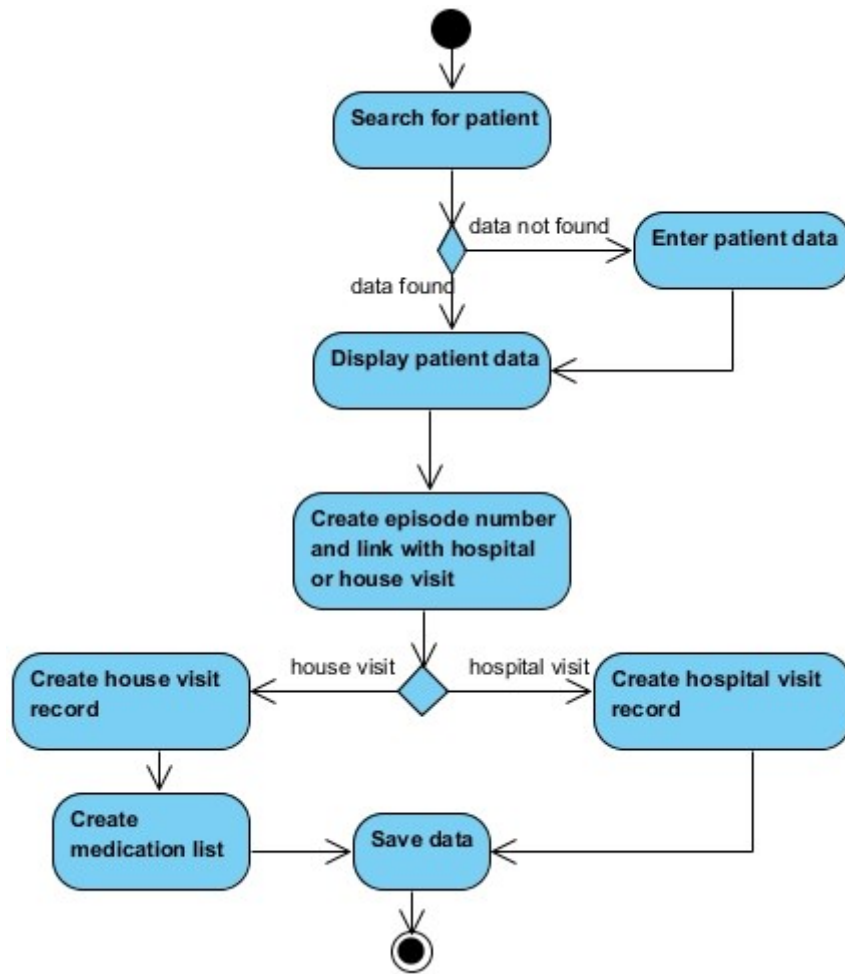 Search for patient
data not found
Enter patient data
data found
Display patient data
Create episode number
and link with hospital
or house visit
house visit
hospital visit
Create house visit
record
Create hospital visit
record
Create
medication list
Save data